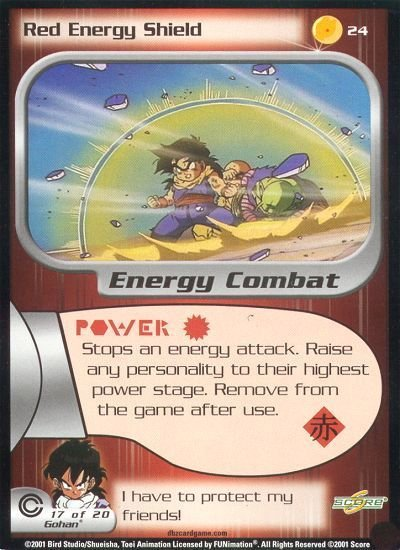 Red Energy Shield
24
Energy Combat
POWER
Stops an energy attack. Raise
any personality to their highest
power stage. Remove from
the game after use.
赤
C
17 of 20
Gohan®
I have to protect my
friends!
SCORE
dbzcardgame.com
©2001 Bird Studio/Shueisha, Toei Animation Licensed by FUNimation®. All Rights Reserved ©2001 Score